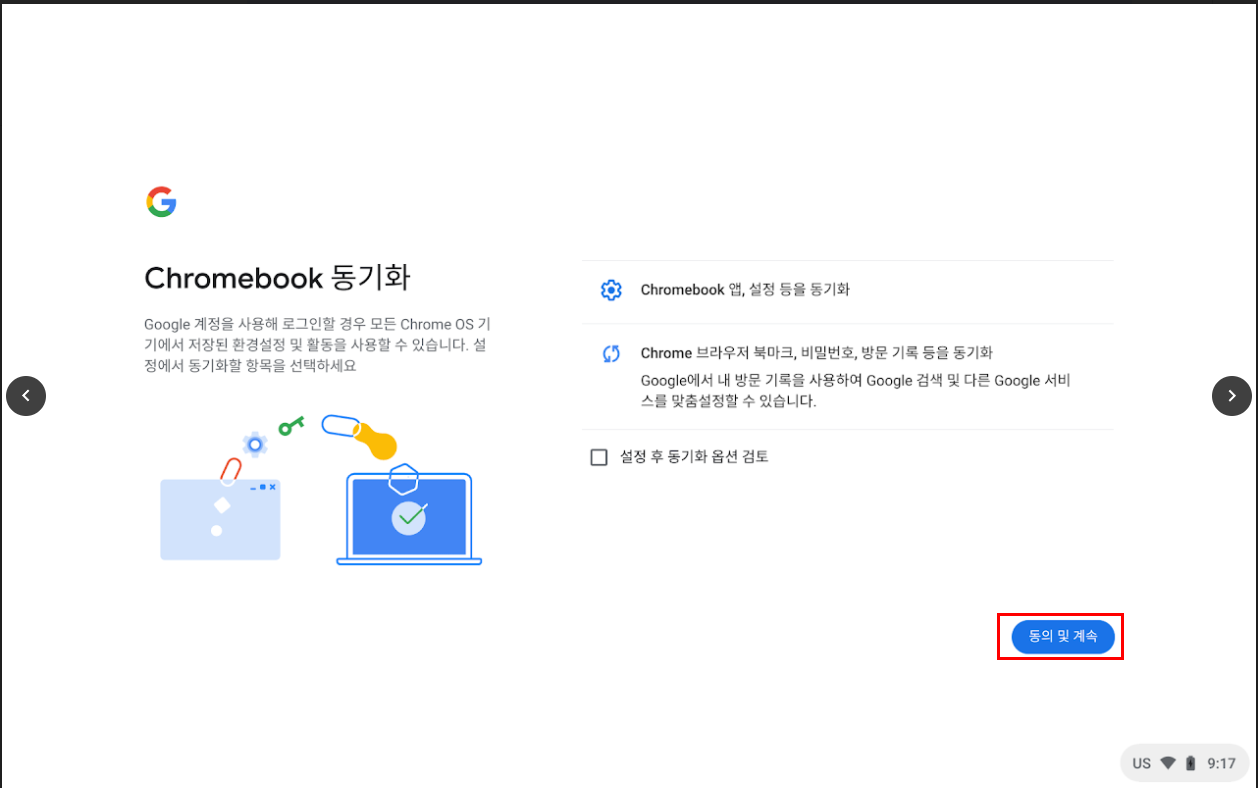 Chromebook 동기화
Google 계정을 사용해 로그인할 경우 모든 Chrome OS 기
기에서 저장된 환경설정 및 활동을 사용할 수 있습니다. 설
정에서 동기화할 항목을 선택하세요
Chromebook 앱, 설정 등을 동기화
Chrome 브라우저 북마크, 비밀번호, 방문 기록 등을 동기화
Google에서 내 방문 기록을 사용하여 Google 검색 및 다른 Google 서비
스를 맞춤설정할 수 있습니다.
설정 후 동기화 옵션 검토
동의 및 계속
US 9:17